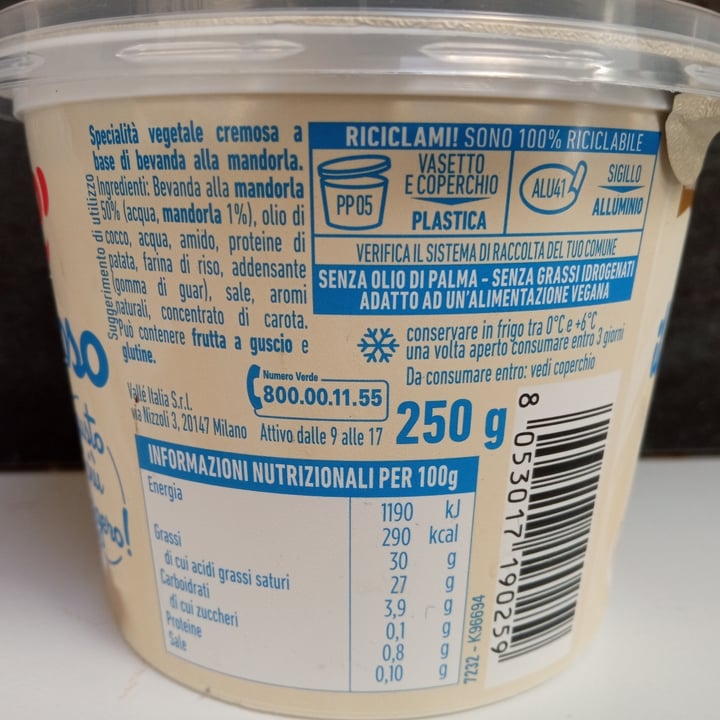 Specialità vegetale cremosa a
base di bevanda alla mandorla.
Ingredienti: Bevanda alla mandorla
50% (acqua, mandorla 1%), olio di
cocco, acqua, amido, proteine di
patata, farina di riso, addensante
(gomma di guar), sale, aromi
naturali, concentrato di carota.
Può contenere frutta a guscio e
glutine.
Suggerimento di utilizzo
RICICLAMI! SONO 100% RICICLABILE
PP05
VASETTO
E COPERCHIO
PLASTICA
ALU41
SIGILLO
ALLUMINIO
VERIFICA IL SISTEMA DI RACCOLTA DEL TUO COMUNE
SENZA OLIO DI PALMA - SENZA GRASSI IDROGENATI
ADATTO AD UN'ALIMENTAZIONE VEGANA
conservare in frigo tra 0°C e +6°C
una volta aperto consumare entro 3 giorni
Da consumare entro: vedi coperchio
Vallé Italia S.r.l.
via Nizzoli 3, 20147 Milano
Numero Verde
800.00.11.55
Attivo dalle 9 alle 17
250 g
INFORMAZIONI NUTRIZIONALI PER 100g
Energia 1190 kJ
290 kcal
Grassi 30 g
di cui acidi grassi saturi 27 g
Carboidrati 3,9 g
di cui zuccheri 0,1 g
Proteine 0,8 g
Sale 0,10 g
7232 - K96694
8 053017 190259